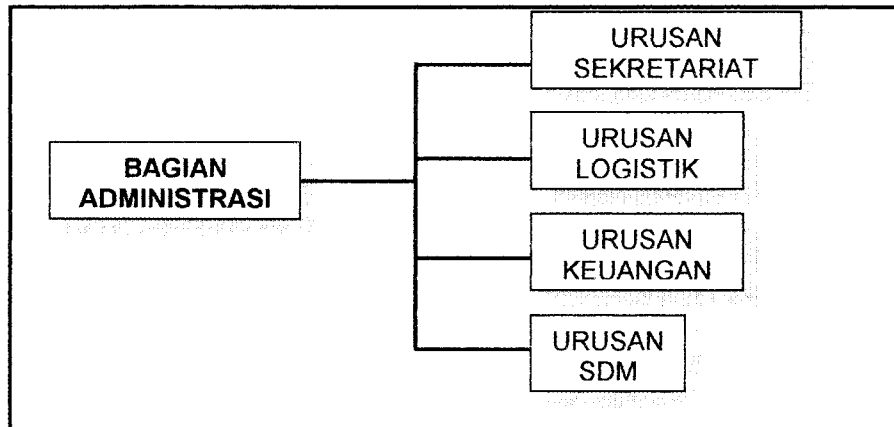 URUSAN
SEKRETARIAT
BAGIAN
ADMINISTRASI
URUSAN
LOGISTIK
URUSAN
KEUANGAN
URUSAN
SDM